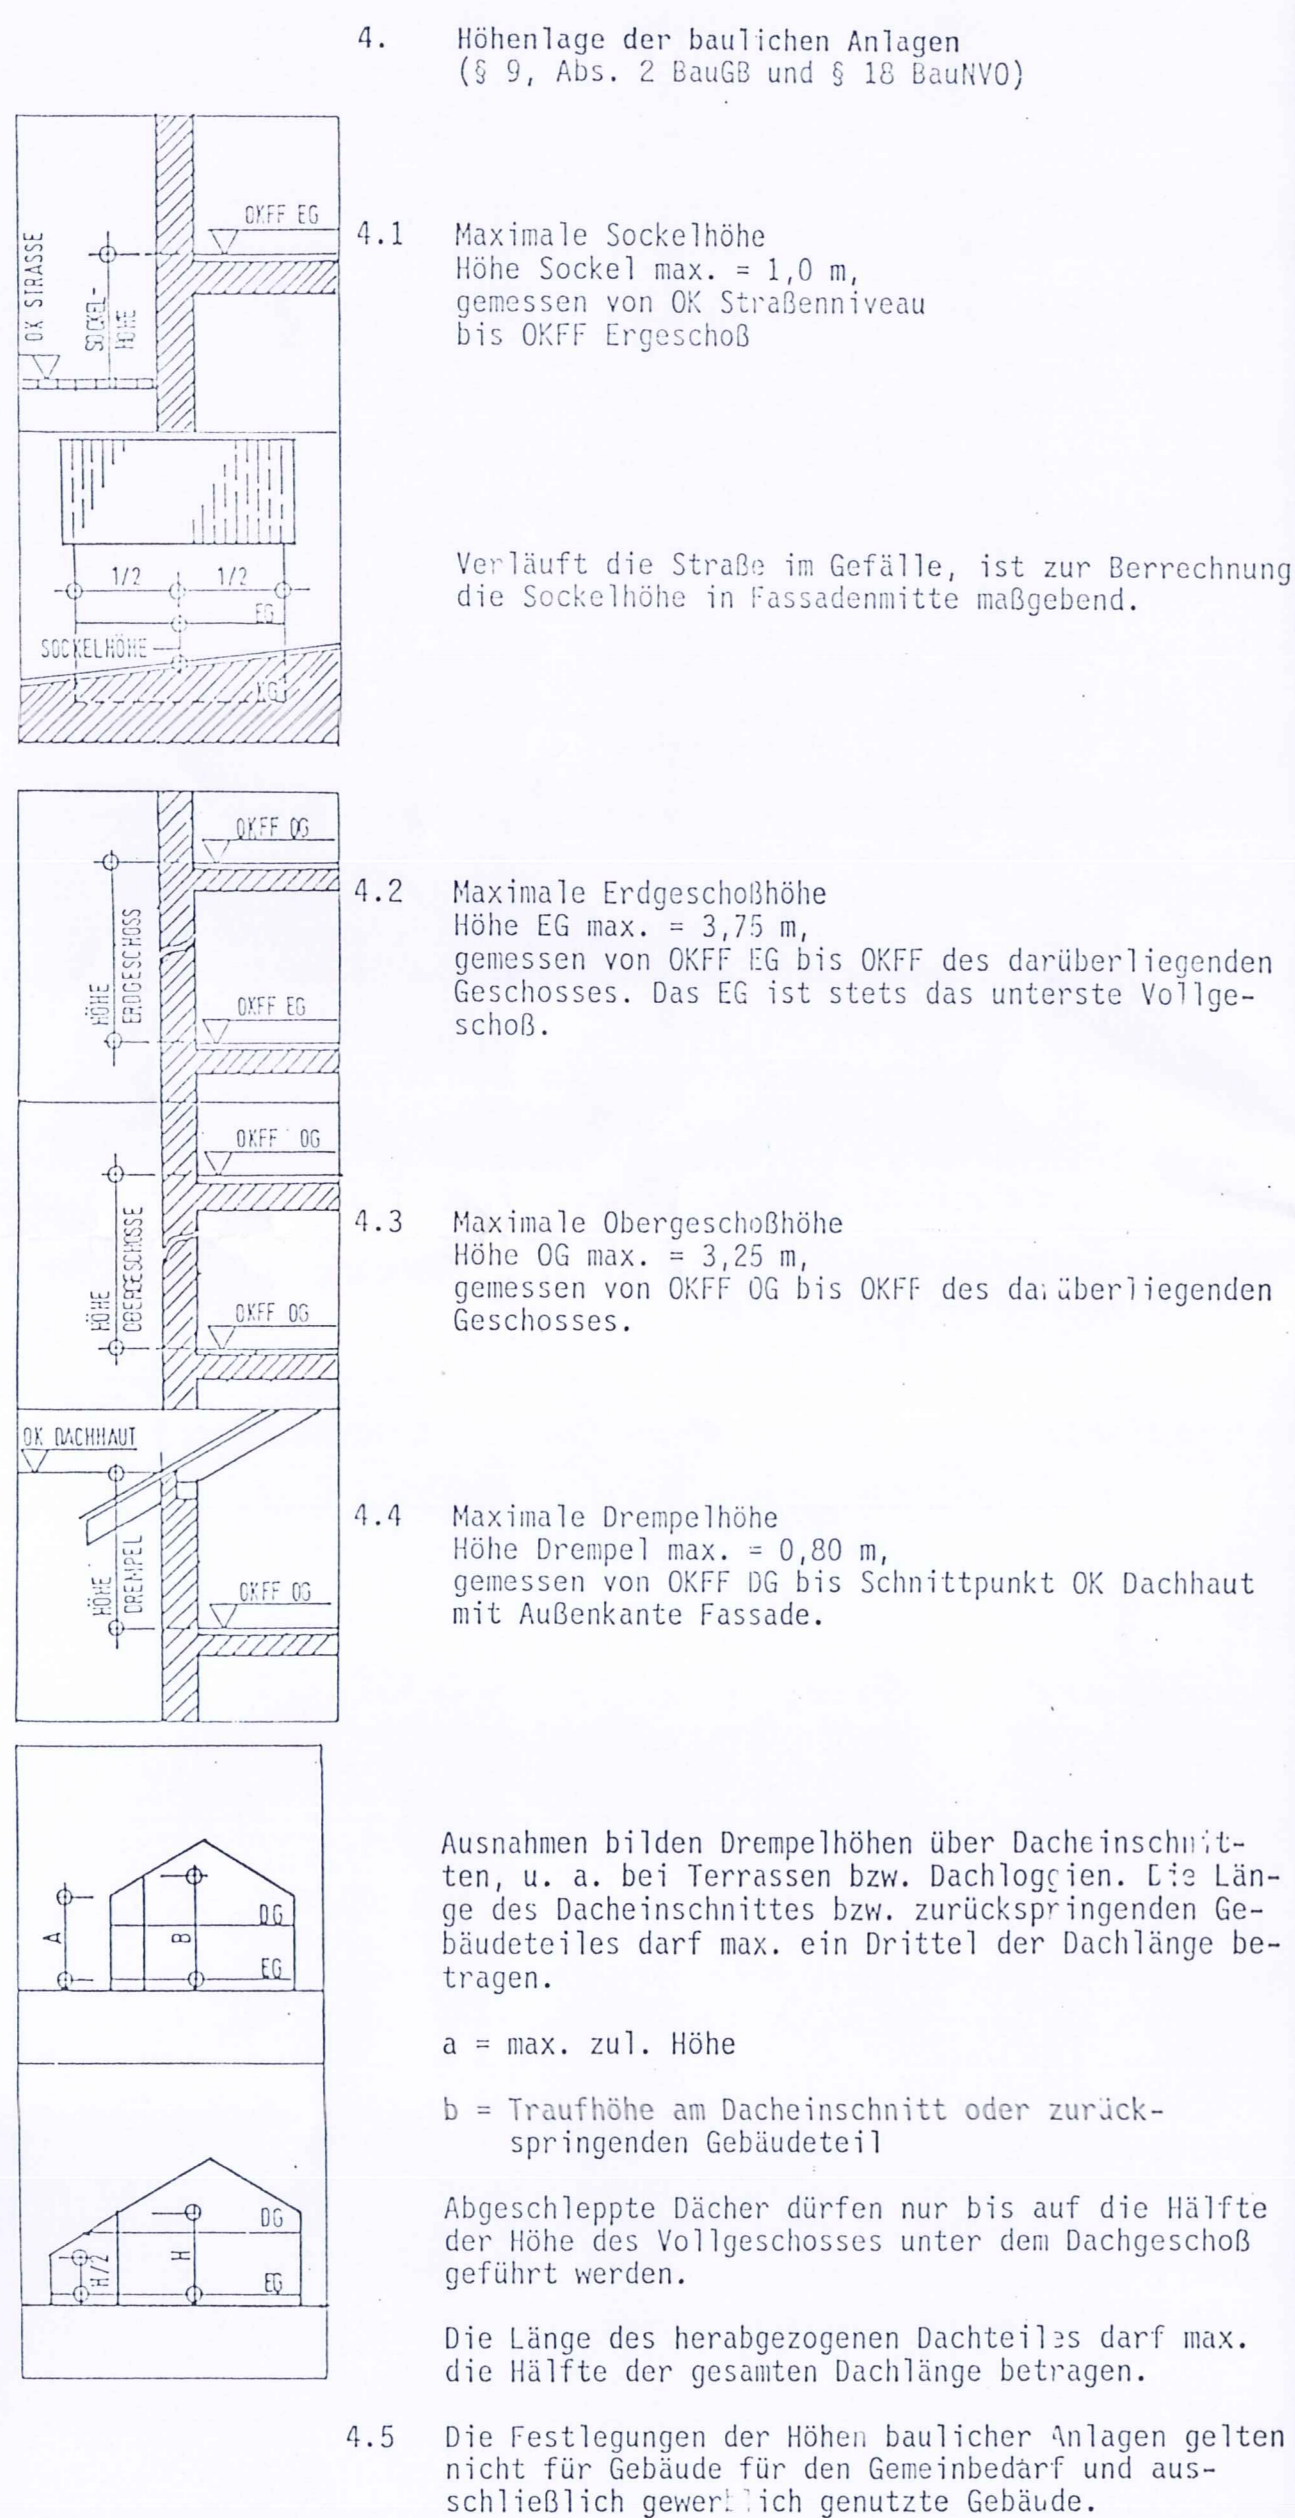 4. Höhenlage der baulichen Anlagen
(§ 9, Abs. 2 BauGB und § 18 BauNVO)
OK STRASSE
SOCKEL-
HÖHE
OKFF EG
4.1 Maximale Sockelhöhe
Höhe Sockel max. = 1,0 m,
gemessen von OK Straßenniveau
bis OKFF Ergeschoß
1/2 1/2
EG
SOCKELHÖHE
KG
Verläuft die Straße im Gefälle, ist zur Berrechnung
die Sockelhöhe in Fassadenmitte maßgebend.
OKFF OG
HÖHE
ERDGESCHOSS
OKFF EG
4.2 Maximale Erdgeschoßhöhe
Höhe EG max. = 3,75 m,
gemessen von OKFF EG bis OKFF des darüberliegenden
Geschosses. Das EG ist stets das unterste Vollge-
schoß.
OKFF OG
HÖHE
OBERGESCHOSSE
OKFF OG
4.3 Maximale Obergeschoßhöhe
Höhe OG max. = 3,25 m,
gemessen von OKFF OG bis OKFF des darüberliegenden
Geschosses.
OK DACHHAUT
HÖHE
DREMPEL
OKFF OG
4.4 Maximale Drempelhöhe
Höhe Drempel max. = 0,80 m,
gemessen von OKFF DG bis Schnittpunkt OK Dachhaut
mit Außenkante Fassade.
A
B
DG
EG
Ausnahmen bilden Drempelhöhen über Dacheinschnit-
ten, u. a. bei Terrassen bzw. Dachloggien. Die Län-
ge des Dacheinschnittes bzw. zurückspringenden Ge-
bäudeteiles darf max. ein Drittel der Dachlänge be-
tragen.
a = max. zul. Höhe
b = Traufhöhe am Dacheinschnitt oder zurück-
springenden Gebäudeteil
H/2
H
DG
EG
Abgeschleppte Dächer dürfen nur bis auf die Hälfte
der Höhe des Vollgeschosses unter dem Dachgeschoß
geführt werden.
Die Länge des herabgezogenen Dachteiles darf max.
die Hälfte der gesamten Dachlänge betragen.
4.5 Die Festlegungen der Höhen baulicher Anlagen gelten
nicht für Gebäude für den Gemeinbedarf und aus-
schließlich gewerblich genutzte Gebäude.